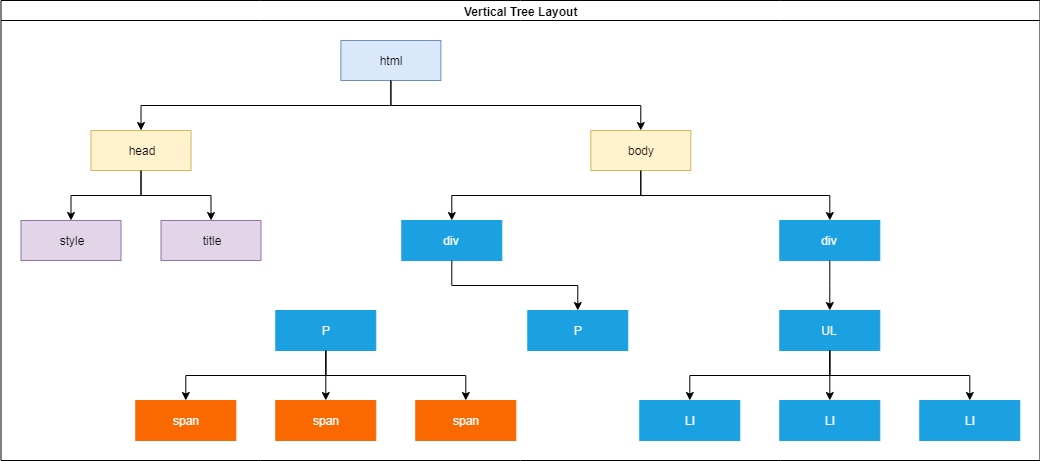 Vertical Tree Layout
html
head
body
style
title
div
div
P
P
UL
span
span
span
LI
LI
LI